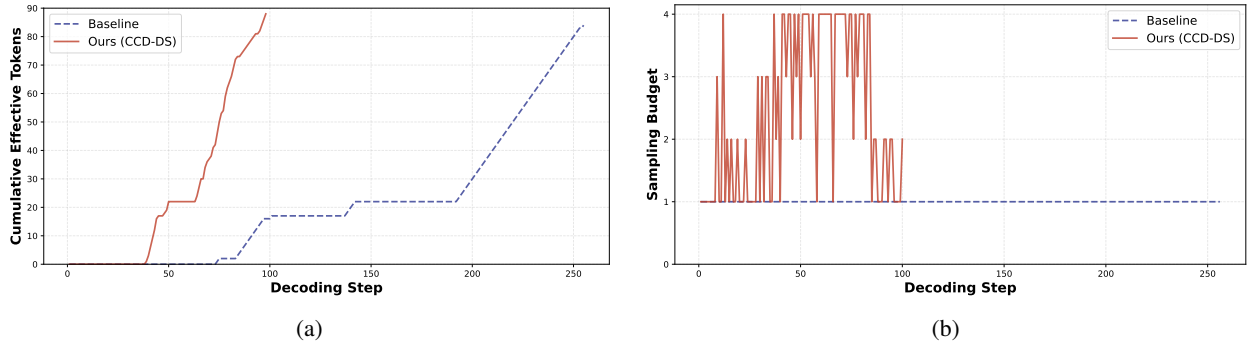 90
80
70
60
50
40
30
20
10
0
Cumulative Effective Tokens
Baseline
Ours (CCD-DS)
0 50 100 150 200 250
Decoding Step
(a)
4
3
2
1
0
Sampling Budget
Baseline
Ours (CCD-DS)
0 50 100 150 200 250
Decoding Step
(b)